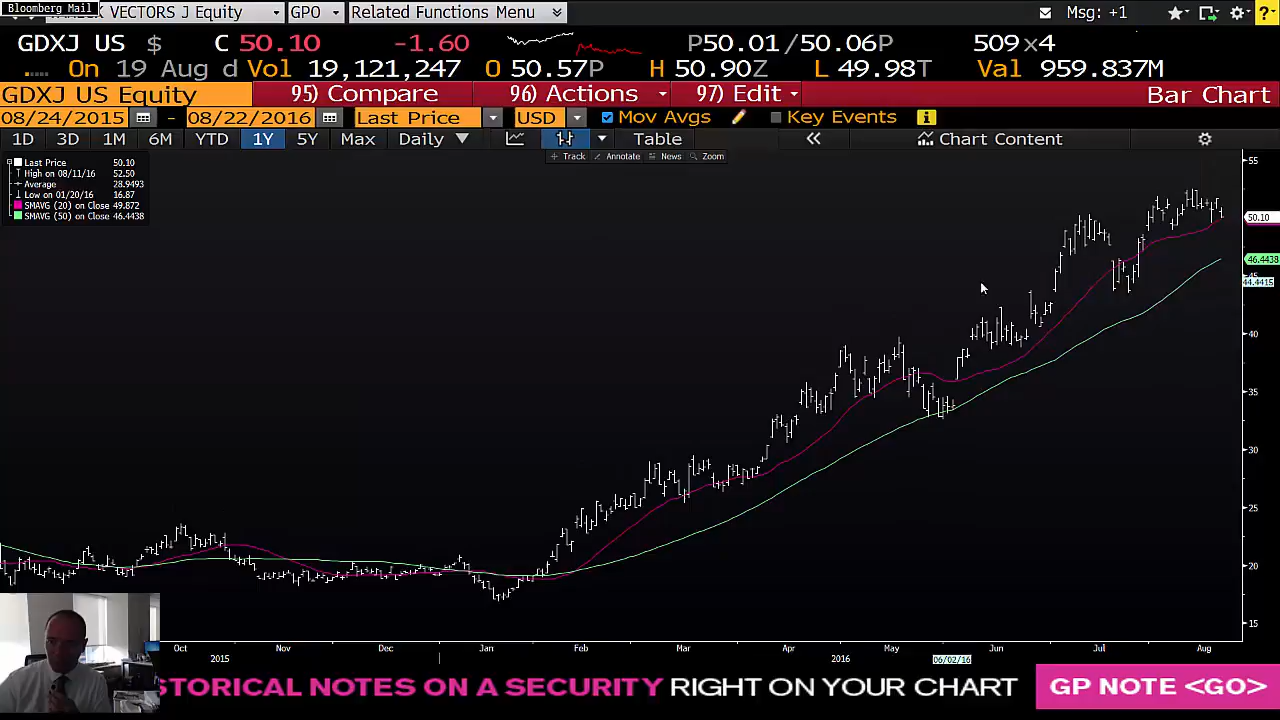 Bloomberg Mail
VECTORS J Equity GPO Related Functions Menu Msg: +1
GDXJ US $ C 50.10 -1.60 P50.01/50.06P 509x4
On 19 Aug d Vol 19,121,247 O 50.57P H 50.90Z L 49.98T Val 959.837M
GDXJ US Equity 95) Compare 96) Actions 97) Edit Bar Chart
08/24/2015 - 08/22/2016 Last Price USD Mov Avgs Key Events
1D 3D 1M 6M YTD 1Y 5Y Max Daily Table « Chart Content
Track Annotate News Zoom
Last Price 50.10
High on 08/11/16 52.50
Average 28.9493
Low on 01/20/16 16.87
SMAVG (20) on Close 49.872
SMAVG (50) on Close 46.4438
55
50.10
46.4438
45
44.4415
40
35
30
25
20
15
Oct Nov Dec Jan Feb Mar Apr May Jun Jul Aug
2015 2016 06/02/16
STORICAL NOTES ON A SECURITY RIGHT ON YOUR CHART GP NOTE <GO>